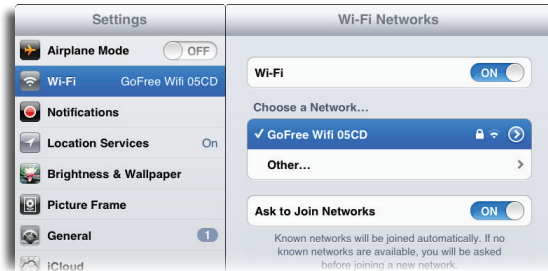 Settings
Airplane Mode OFF
Wi-Fi GoFree Wifi 05CD
Notifications
Location Services On
Brightness & Wallpaper
Picture Frame
General 1
iCloud
Wi-Fi Networks
Wi-Fi ON
Choose a Network...
✓ GoFree Wifi 05CD
Other...
Ask to Join Networks ON
Known networks will be joined automatically. If no
known networks are available, you will be asked
before joining a new network.